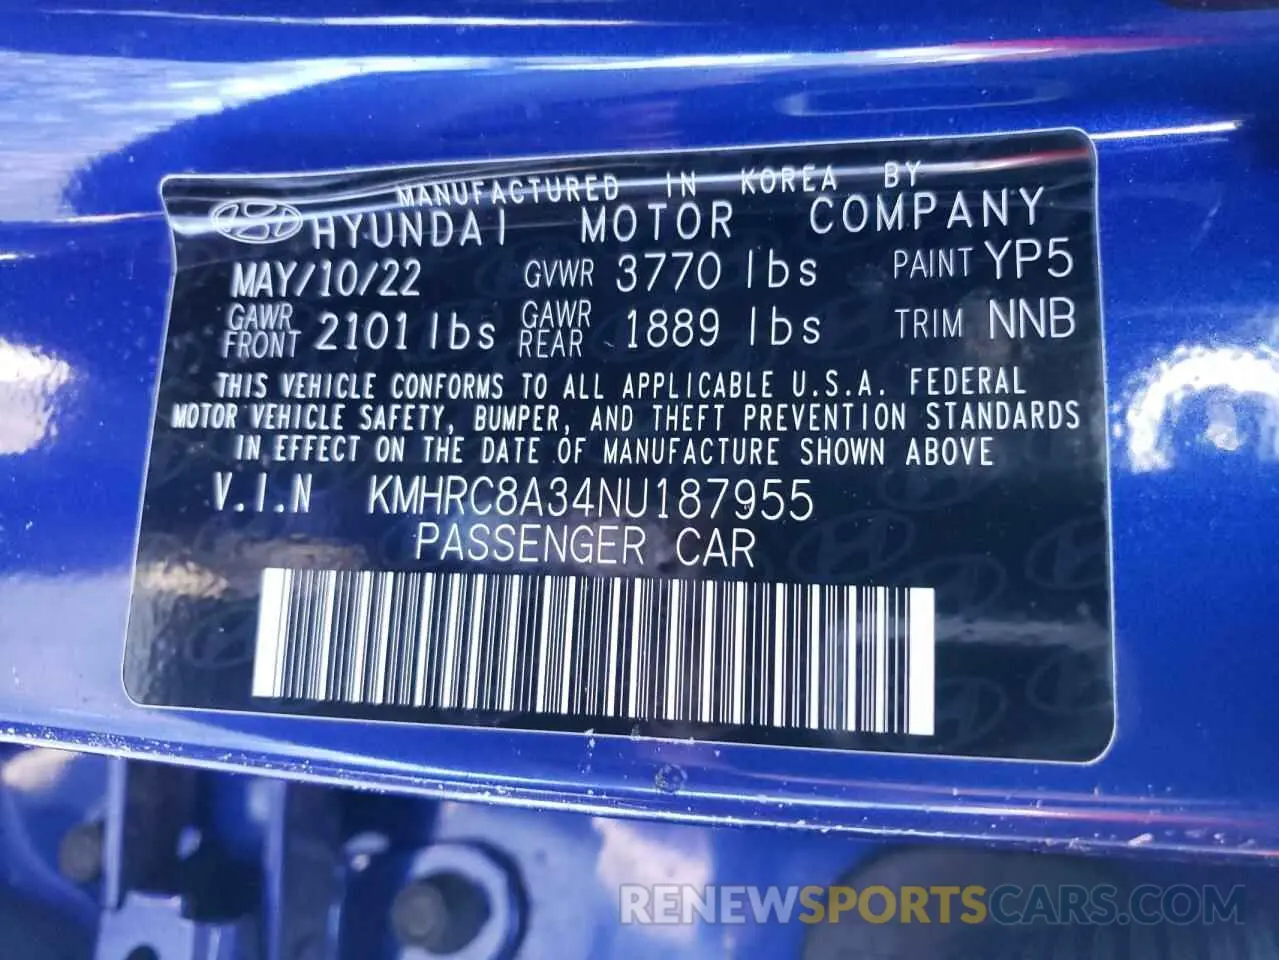 MANUFACTURED IN KOREA BY
HYUNDAI MOTOR COMPANY
MAY/10/22 GVWR 3770 lbs PAINT YP5
GAWR FRONT 2101 lbs GAWR REAR 1889 lbs TRIM NNB
THIS VEHICLE CONFORMS TO ALL APPLICABLE U.S.A. FEDERAL
MOTOR VEHICLE SAFETY, BUMPER, AND THEFT PREVENTION STANDARDS
IN EFFECT ON THE DATE OF MANUFACTURE SHOWN ABOVE
V.I.N KMHRC8A34NU187955
PASSENGER CAR
RENEWSPORTSCARS.COM